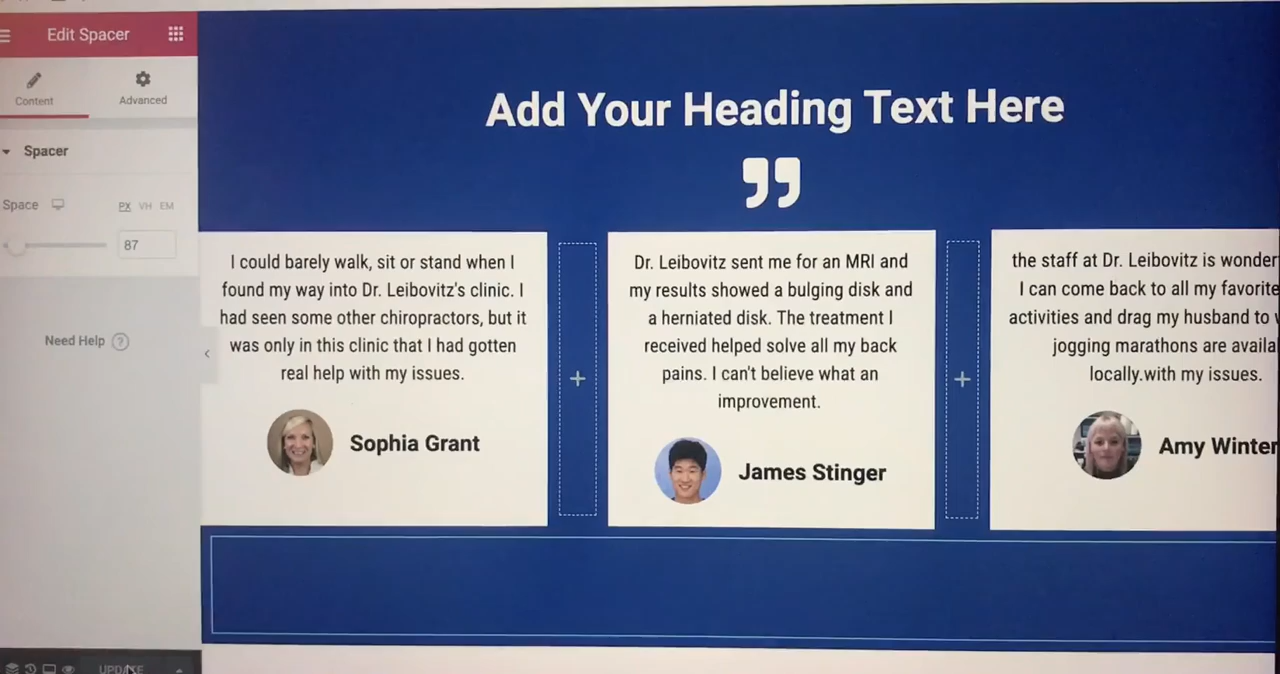 Edit Spacer
Content
Advanced
Spacer
Space
PX VH EM
87
Need Help ?
UPDATE
Add Your Heading Text Here
”
I could barely walk, sit or stand when I
found my way into Dr. Leibovitz's clinic. I
had seen some other chiropractors, but it
was only in this clinic that I had gotten
real help with my issues.
Sophia Grant
Dr. Leibovitz sent me for an MRI and
my results showed a bulging disk and
a herniated disk. The treatment I
received helped solve all my back
pains. I can't believe what an
improvement.
James Stinger
the staff at Dr. Leibovitz is wonder
I can come back to all my favorite
activities and drag my husband to
jogging marathons are availa
locally.with my issues.
Amy Winter